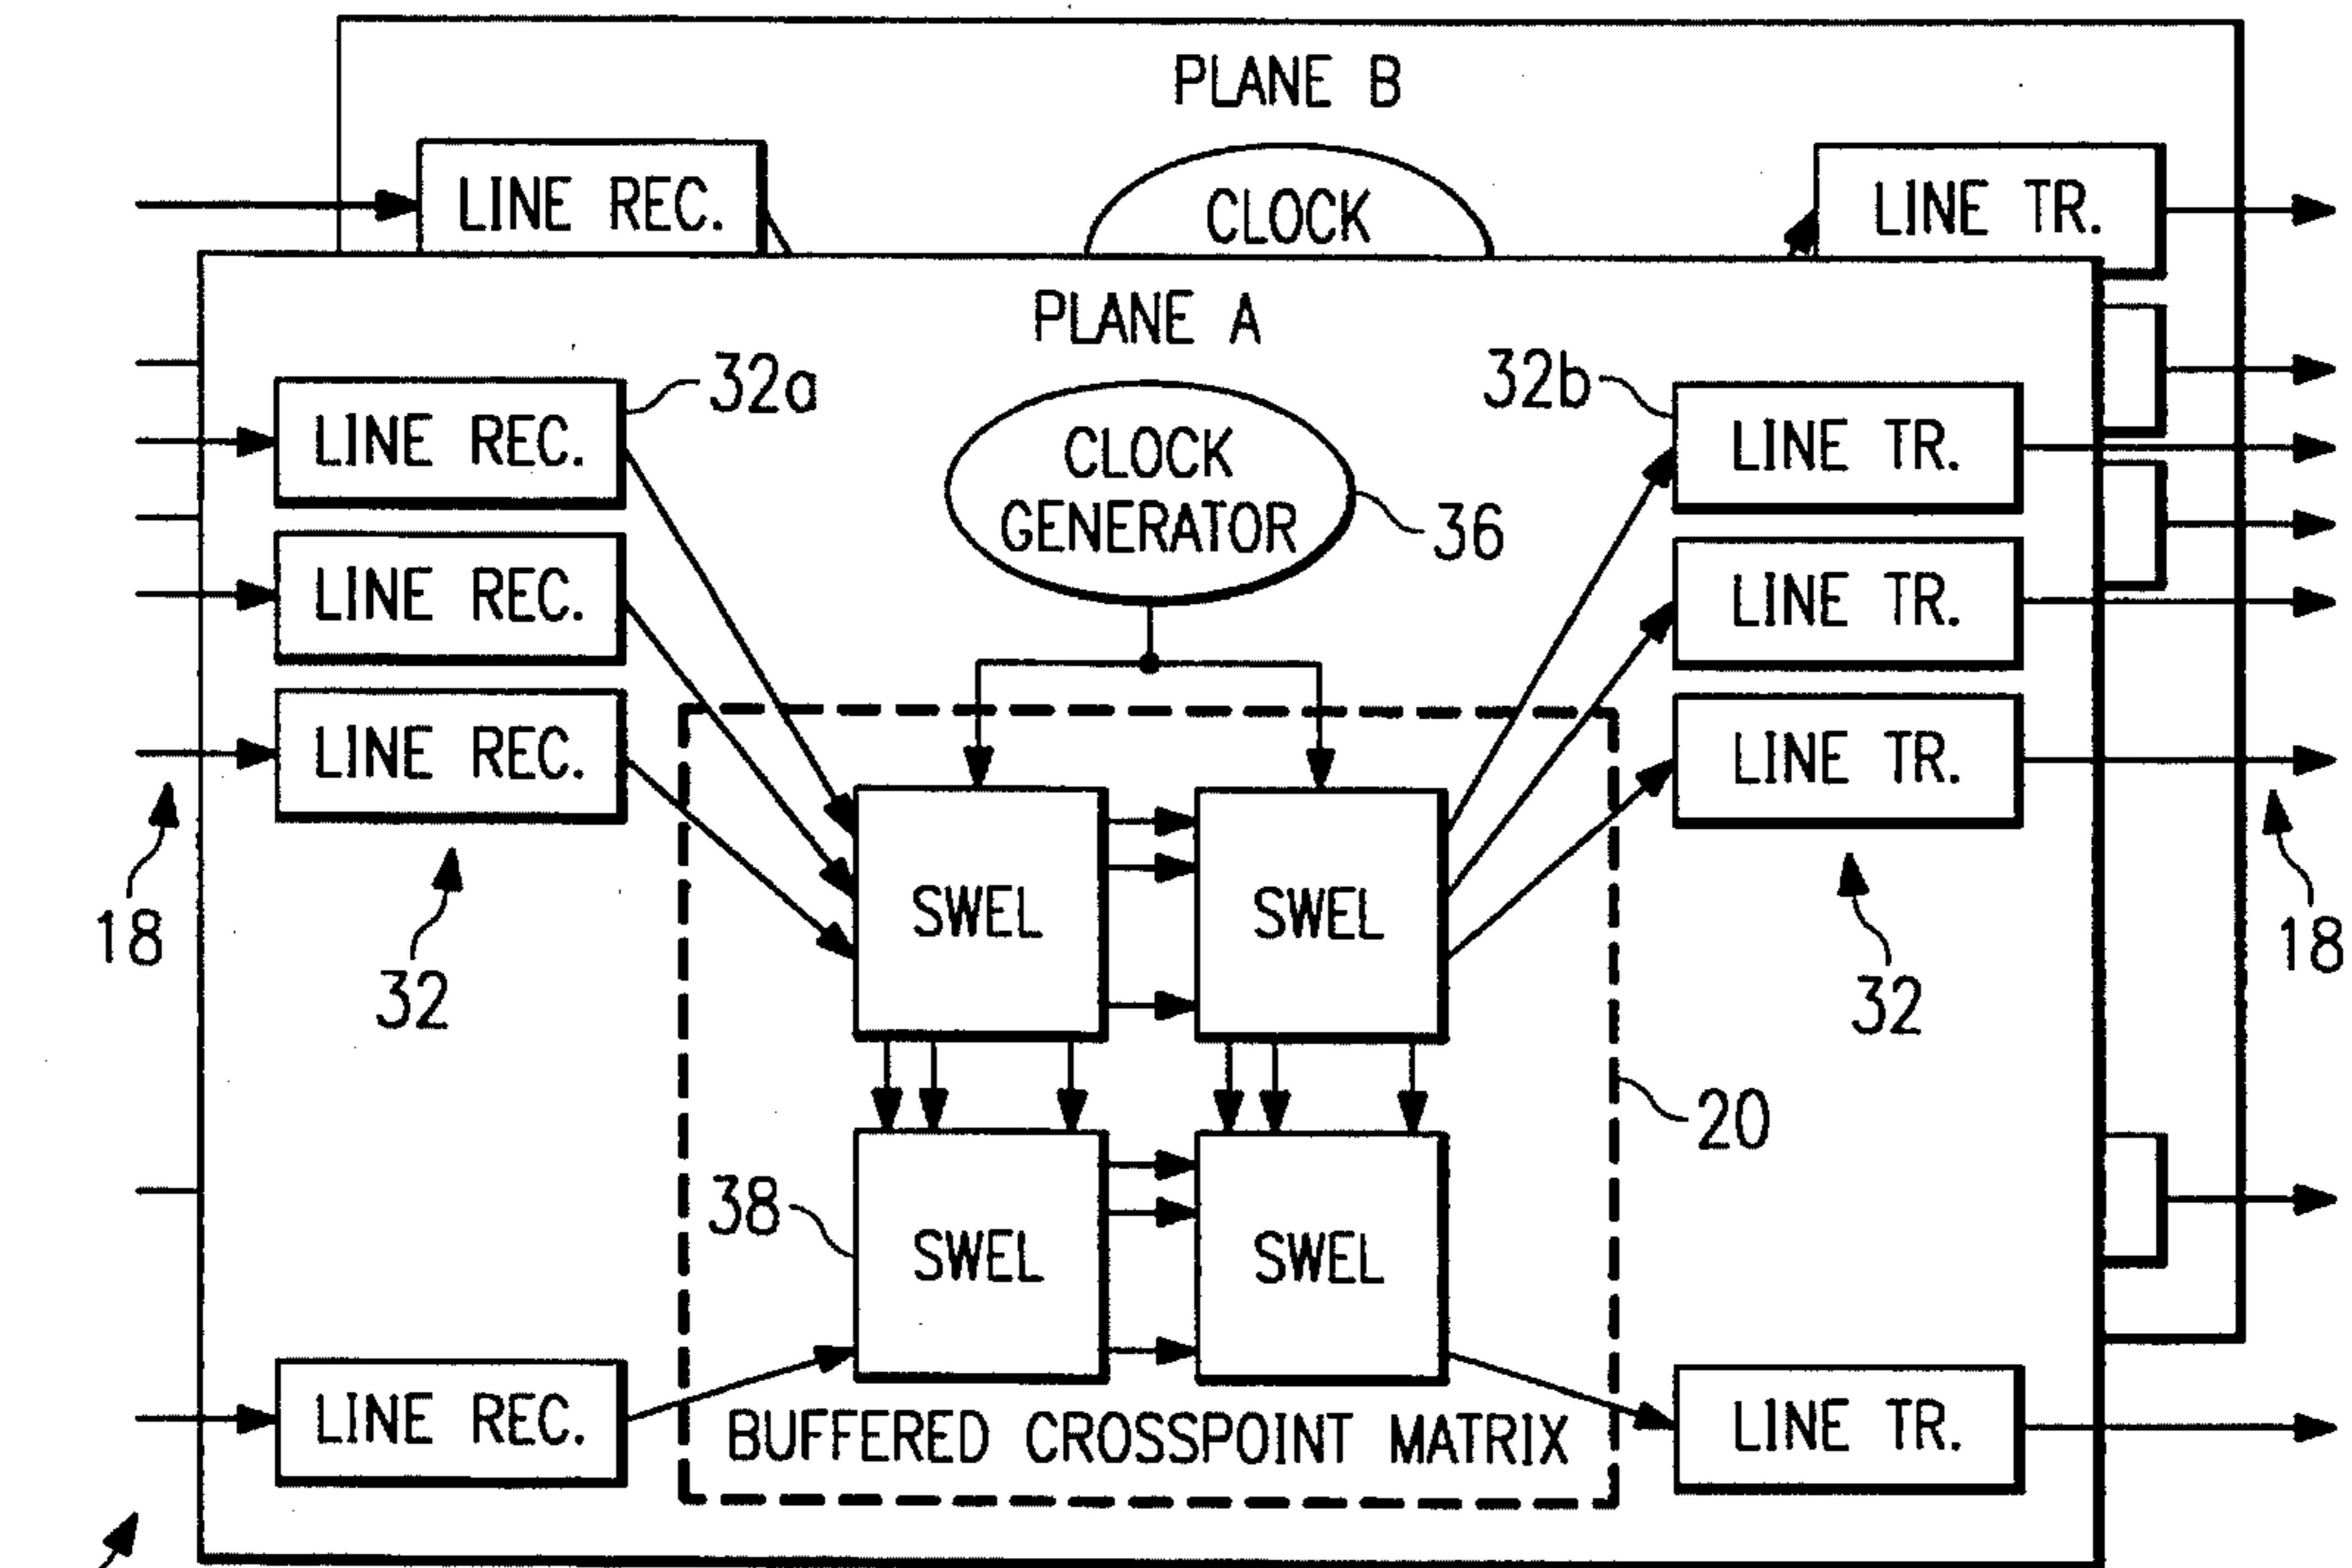 PLANE B
LINE REC.
CLOCK
LINE TR.
PLANE A
LINE REC.
32a
CLOCK
GENERATOR
36
32b
LINE TR.
LINE REC.
LINE TR.
LINE REC.
LINE TR.
18
32
SWEL
SWEL
32
18
20
38
SWEL
SWEL
LINE REC.
BUFFERED CROSSPOINT MATRIX
LINE TR.